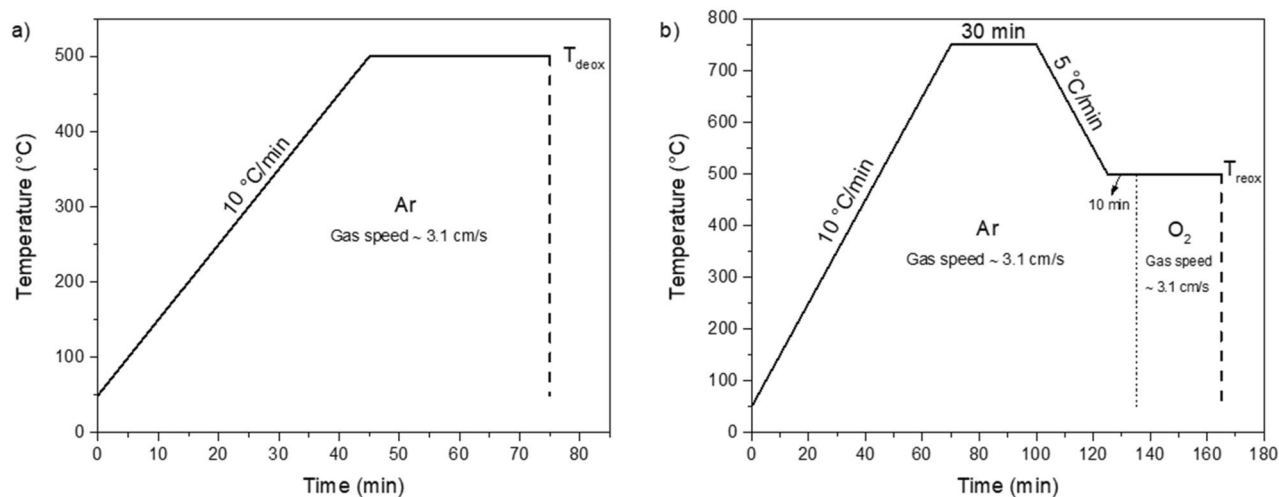 a)
500
400
300
200
100
0
Temperature (°C)
10 °C/min
T deox
Ar
Gas speed ~ 3.1 cm/s
0 10 20 30 40 50 60 70 80
Time (min)
b)
800
700
600
500
400
300
200
100
0
Temperature (°C)
30 min
10 °C/min
5 °C/min
T reox
10 min
Ar
Gas speed ~ 3.1 cm/s
O2
Gas speed
~ 3.1 cm/s
0 20 40 60 80 100 120 140 160 180
Time (min)